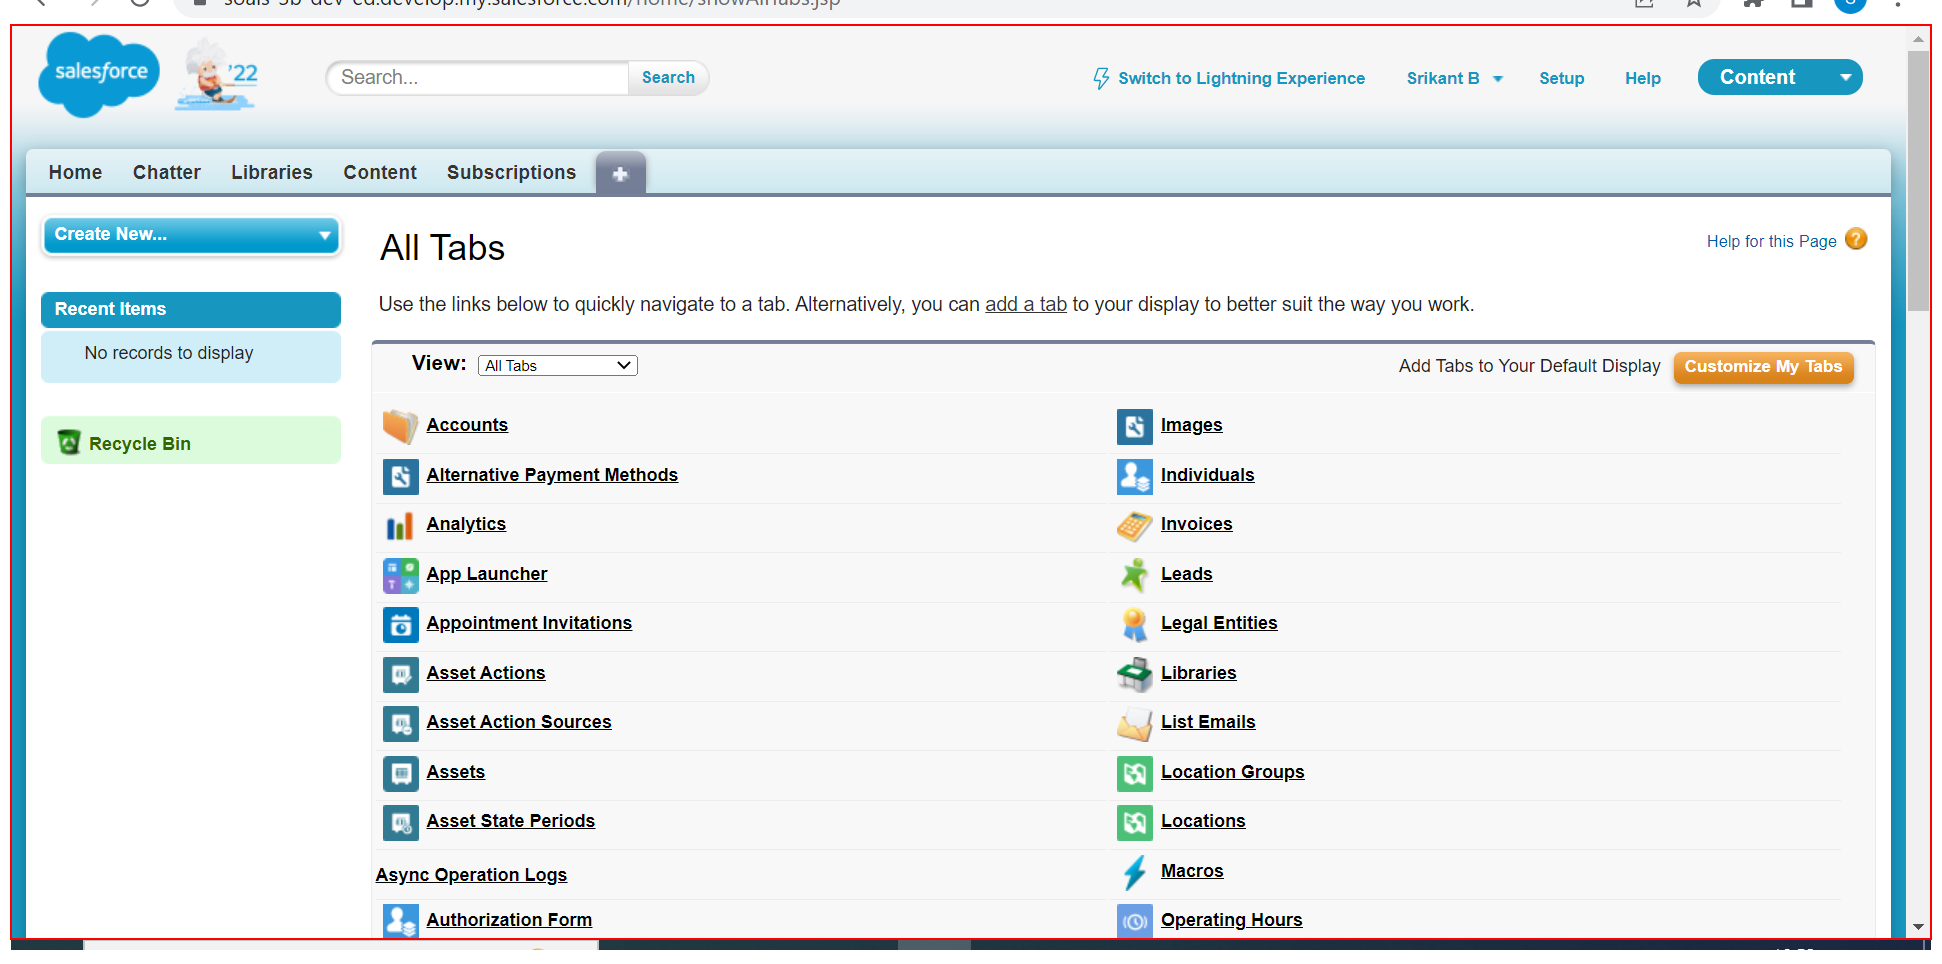 salesforce
'22
Search...
Search
Switch to Lightning Experience
Srikant B
Setup
Help
Content
Home
Chatter
Libraries
Content
Subscriptions
Create New...
All Tabs
Help for this Page ?
Recent Items
Use the links below to quickly navigate to a tab. Alternatively, you can add a tab to your display to better suit the way you work.
No records to display
View: All Tabs
Add Tabs to Your Default Display
Customize My Tabs
Recycle Bin
Accounts
Alternative Payment Methods
Analytics
App Launcher
Appointment Invitations
Asset Actions
Asset Action Sources
Assets
Asset State Periods
Async Operation Logs
Authorization Form
Images
Individuals
Invoices
Leads
Legal Entities
Libraries
List Emails
Location Groups
Locations
Macros
Operating Hours